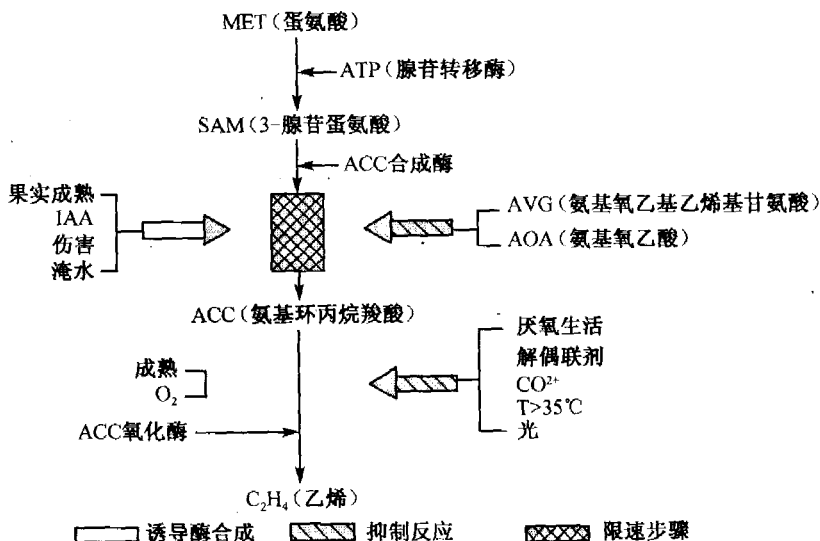 MET(蛋氨酸)
ATP(腺苷转移酶)
SAM(3-腺苷蛋氨酸)
ACC合成酶
果实成熟
IAA
伤害
淹水
AVG(氨基氧乙基乙烯基甘氨酸)
AOA(氨基氧乙酸)
ACC(氨基环丙烷羧酸)
成熟
O₂
ACC氧化酶
厌氧生活
解偶联剂
CO²⁺
T>35℃
光
C₂H₄(乙烯)
诱导酶合成 抑制反应 限速步骤